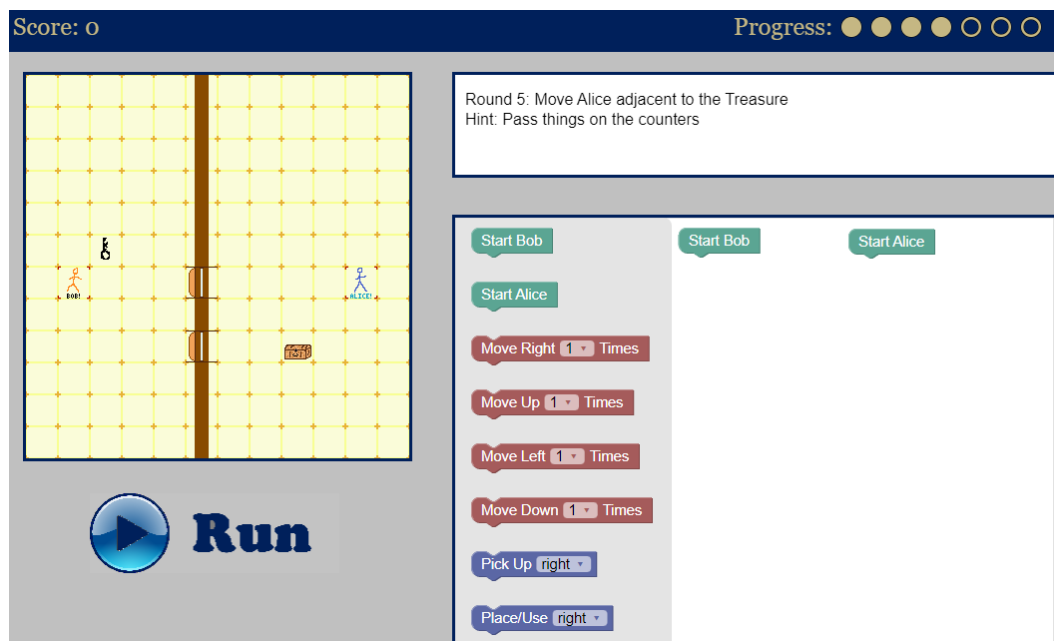 Score: 0
Progress:
Round 5: Move Alice adjacent to the Treasure
Hint: Pass things on the counters
BOB!
ALICE!
Run
Start Bob
Start Alice
Move Right 1 Times
Move Up 1 Times
Move Left 1 Times
Move Down 1 Times
Pick Up right
Place/Use right
Start Bob
Start Alice